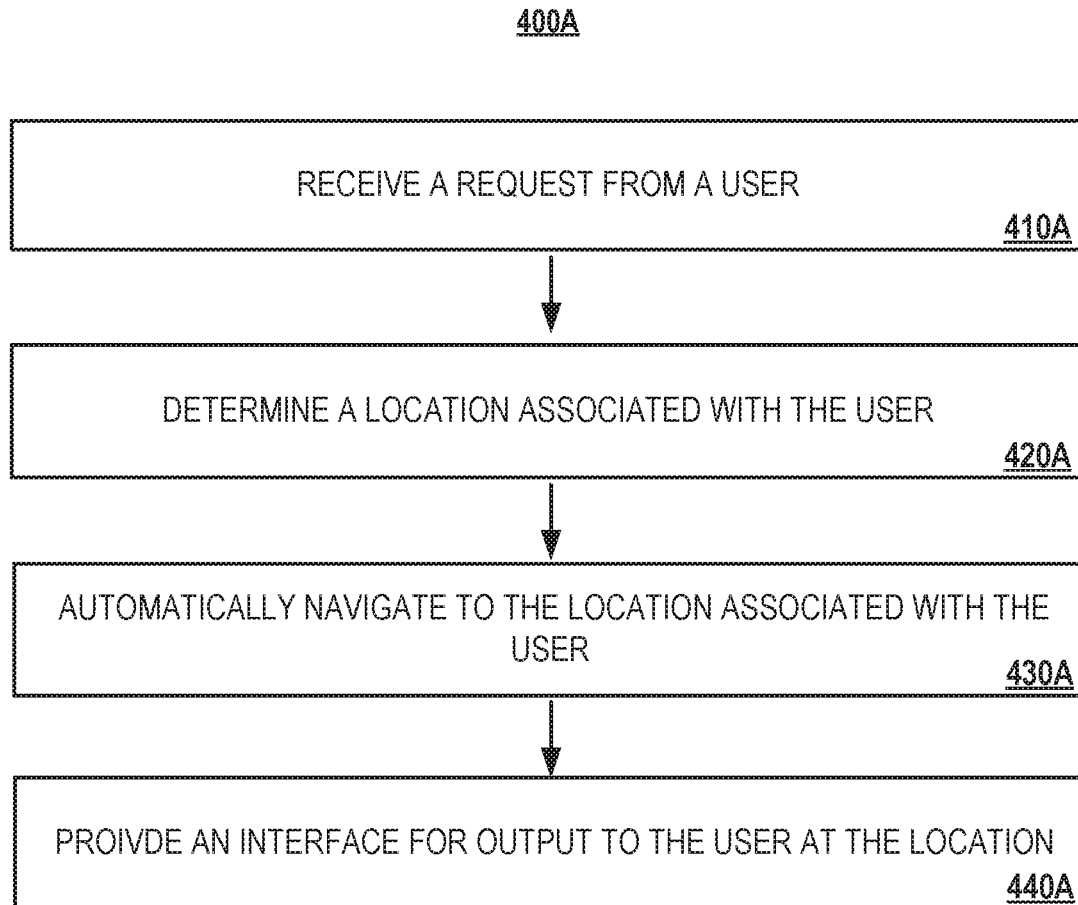 400A
RECEIVE A REQUEST FROM A USER
410A
DETERMINE A LOCATION ASSOCIATED WITH THE USER
420A
AUTOMATICALLY NAVIGATE TO THE LOCATION ASSOCIATED WITH THE
USER
430A
PROIVDE AN INTERFACE FOR OUTPUT TO THE USER AT THE LOCATION
440A